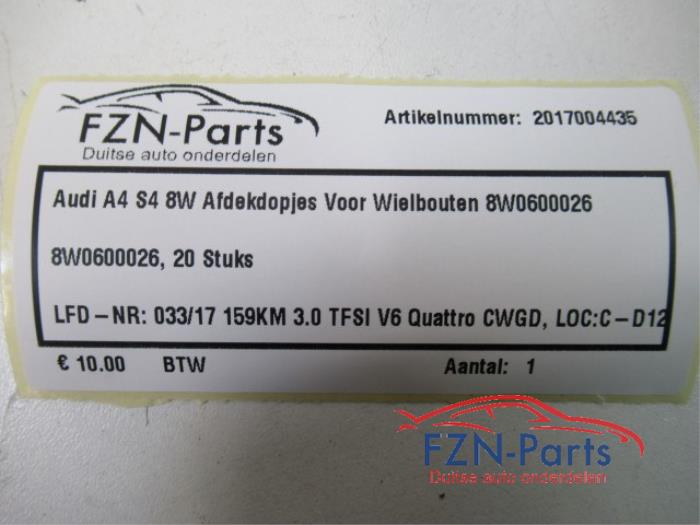 FZN-Parts
Duitse auto onderdelen
Artikelnummer: 2017004435
Audi A4 S4 8W Afdekdopjes Voor Wielbouten 8W0600026
8W0600026, 20 Stuks
LFD-NR: 033/17 159KM 3.0 TFSI V6 Quattro CWGD, LOC:C-D12
€ 10.00 BTW Aantal: 1
FZN-Parts
Duitse auto onderdelen